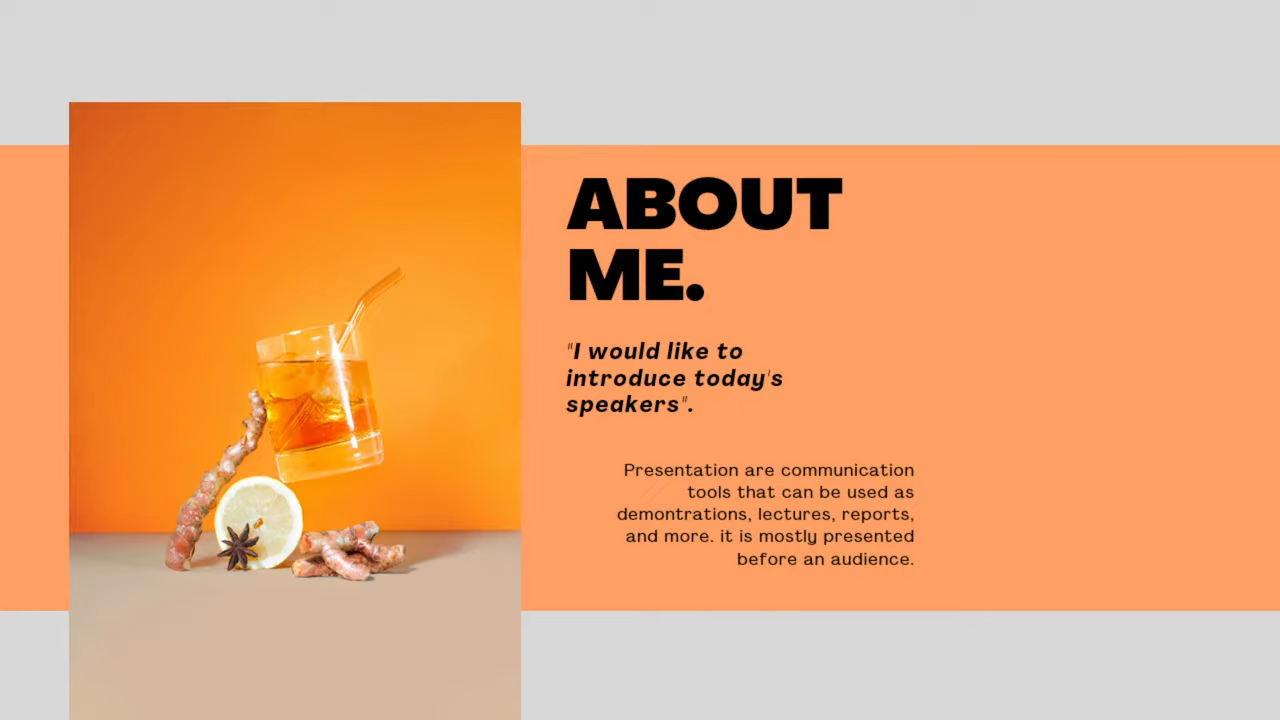 ABOUT
ME.
"I would like to
introduce today's
speakers".
Presentation are communication
tools that can be used as
demontrations, lectures, reports,
and more. it is mostly presented
before an audience.